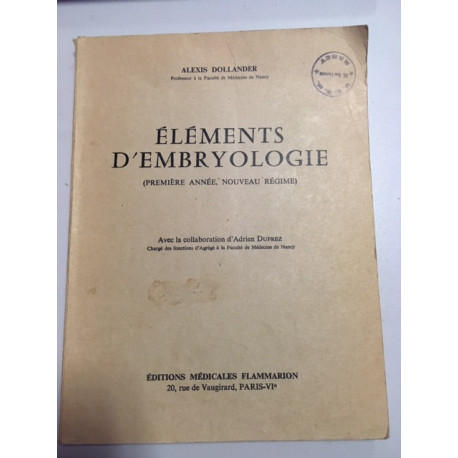 ALEXIS DOLLANDER
Professeur à la Faculté de Médecine de Nancy
ÉLÉMENTS
D'EMBRYOLOGIE
(PREMIÈRE ANNÉE, NOUVEAU RÉGIME)
Avec la collaboration d'Adrien DUPREZ
Chargé des fonctions d'Agrégé à la Faculté de Médecine de Nancy
ÉDITIONS MÉDICALES FLAMMARION
20, rue de Vaugirard, PARIS-VIe